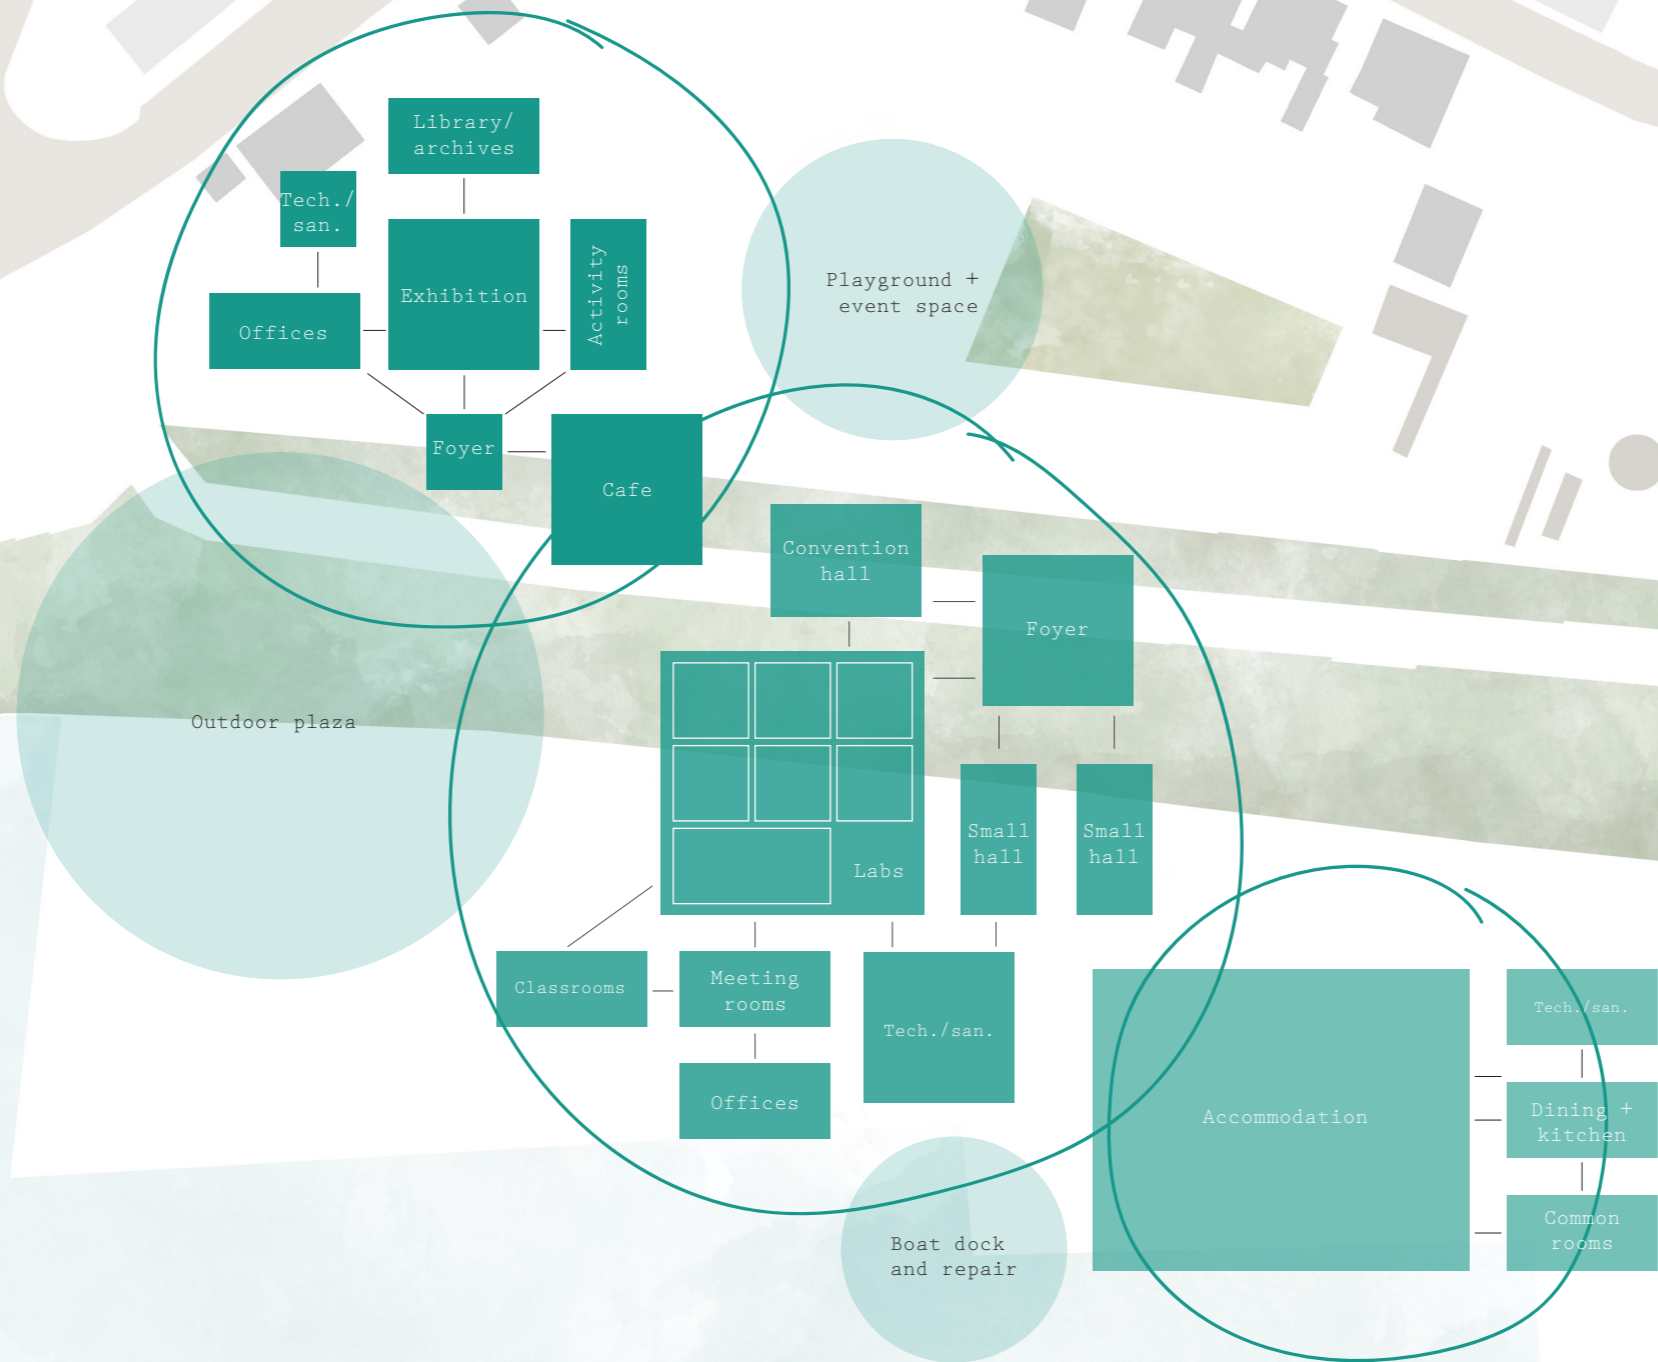 Library/
archives
Tech./
san.
Exhibition
Activity
rooms
Offices
Playground +
event space
Foyer
Cafe
Convention
hall
Foyer
Outdoor plaza
Small
hall
Small
hall
Labs
Classrooms
Meeting
rooms
Tech./san.
Offices
Accommodation
Tech./san.
Dining +
kitchen
Common
rooms
Boat dock
and repair